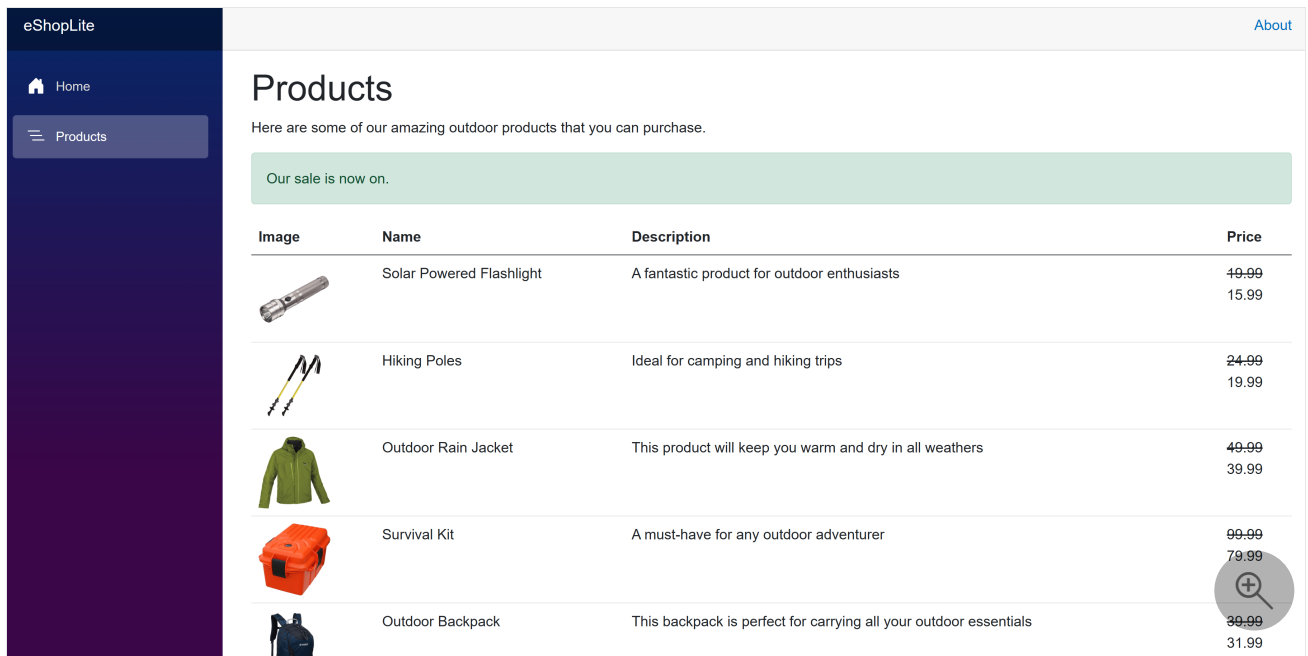 eShopLite
About
Home
Products
Products
Here are some of our amazing outdoor products that you can purchase.
Our sale is now on.
Image Name Description Price
Solar Powered Flashlight A fantastic product for outdoor enthusiasts 19.99
15.99
Hiking Poles Ideal for camping and hiking trips 24.99
19.99
Outdoor Rain Jacket This product will keep you warm and dry in all weathers 49.99
39.99
Survival Kit A must-have for any outdoor adventurer 99.99
79.99
Outdoor Backpack This backpack is perfect for carrying all your outdoor essentials 39.99
31.99